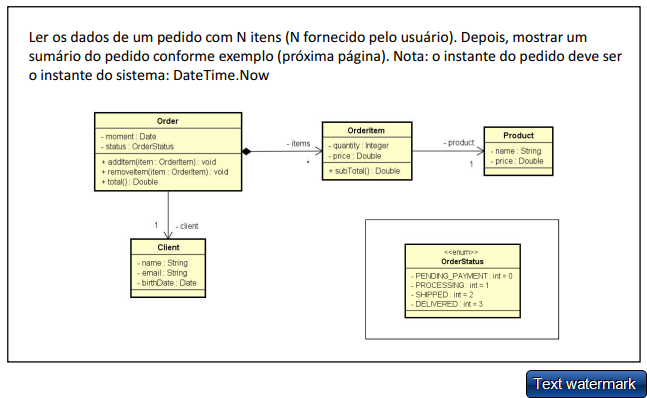 Ler os dados de um pedido com N itens (N fornecido pelo usuário). Depois, mostrar um
sumário do pedido conforme exemplo (próxima página). Nota: o instante do pedido deve ser
o instante do sistema: DateTime.Now
Order
- moment : Date
- status : OrderStatus
+ addItem(item : OrderItem) : void
+ removeItem(item : OrderItem) : void
+ total() : Double
- items
*
OrderItem
- quantity : Integer
- price : Double
+ subTotal() : Double
- product
1
Product
- name : String
- price : Double
1 - client
Client
- name : String
- email : String
- birthDate : Date
<<enum>>
OrderStatus
- PENDING_PAYMENT : int = 0
- PROCESSING : int = 1
- SHIPPED : int = 2
- DELIVERED : int = 3
Text watermark